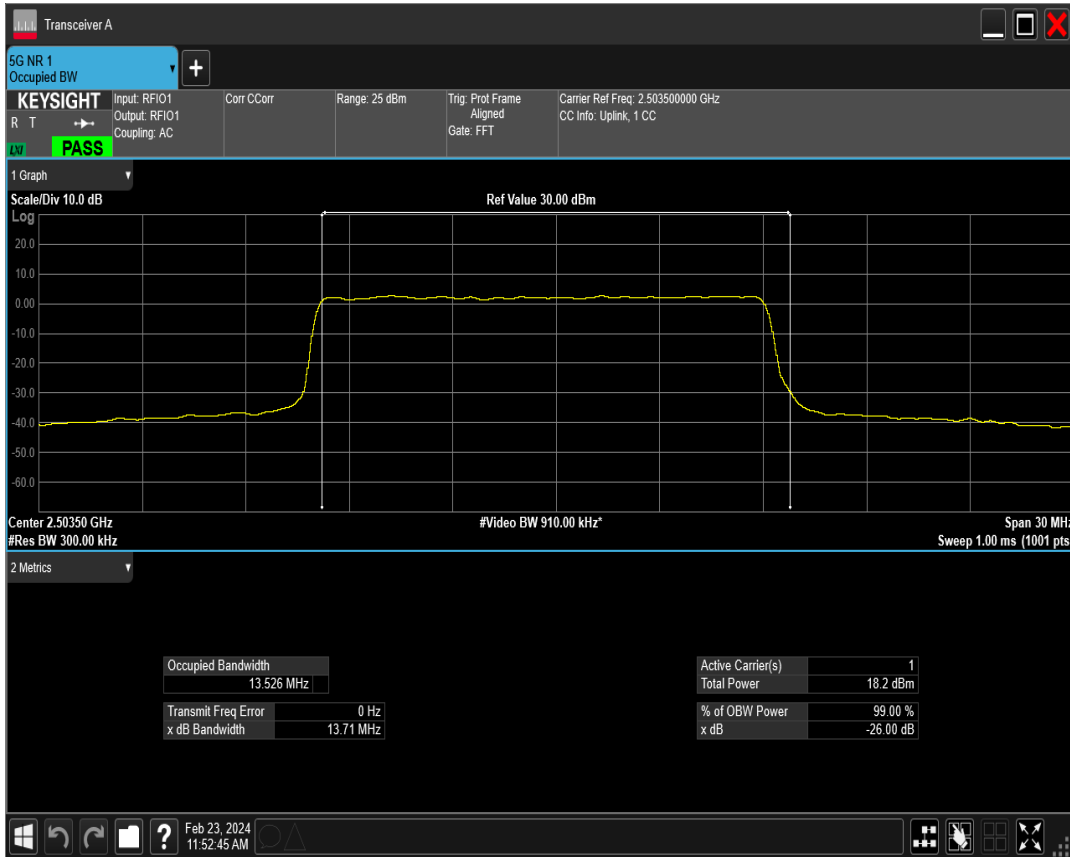 Transceiver A
5G NR 1
Occupied BW
KEYSIGHT
R T
LXI
PASS
Input: RFIO1
Output: RFIO1
Coupling: AC
Corr CCorr
Range: 25 dBm
Trig: Prot Frame
Aligned
Gate: FFT
Carrier Ref Freq: 2.503500000 GHz
CC Info: Uplink, 1 CC
1 Graph
Scale/Div 10.0 dB
Ref Value 30.00 dBm
Log
20.0
10.0
0.00
-10.0
-20.0
-30.0
-40.0
-50.0
-60.0
Center 2.50350 GHz
#Video BW 910.00 kHz*
Span 30 MHz
#Res BW 300.00 kHz
Sweep 1.00 ms (1001 pts
2 Metrics
Occupied Bandwidth
13.526 MHz
Transmit Freq Error 0 Hz
x dB Bandwidth 13.71 MHz
Active Carrier(s) 1
Total Power 18.2 dBm
% of OBW Power 99.00 %
x dB -26.00 dB
Feb 23, 2024
11:52:45 AM